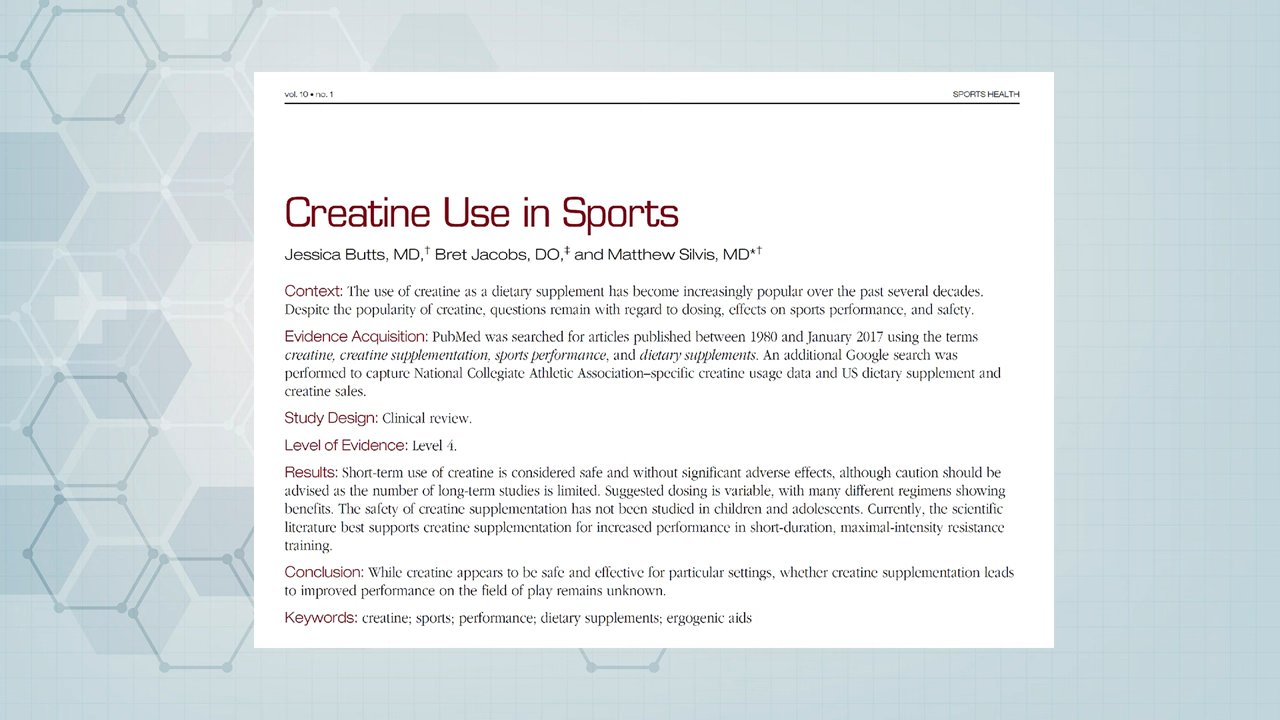 vol. 10 • no. 1
SPORTS HEALTH
Creatine Use in Sports
Jessica Butts, MD,† Bret Jacobs, DO,‡ and Matthew Silvis, MD*†
Context: The use of creatine as a dietary supplement has become increasingly popular over the past several decades.
Despite the popularity of creatine, questions remain with regard to dosing, effects on sports performance, and safety.
Evidence Acquisition: PubMed was searched for articles published between 1980 and January 2017 using the terms
creatine, creatine supplementation, sports performance, and dietary supplements. An additional Google search was
performed to capture National Collegiate Athletic Association–specific creatine usage data and US dietary supplement and
creatine sales.
Study Design: Clinical review.
Level of Evidence: Level 4.
Results: Short-term use of creatine is considered safe and without significant adverse effects, although caution should be
advised as the number of long-term studies is limited. Suggested dosing is variable, with many different regimens showing
benefits. The safety of creatine supplementation has not been studied in children and adolescents. Currently, the scientific
literature best supports creatine supplementation for increased performance in short-duration, maximal-intensity resistance
training.
Conclusion: While creatine appears to be safe and effective for particular settings, whether creatine supplementation leads
to improved performance on the field of play remains unknown.
Keywords: creatine; sports; performance; dietary supplements; ergogenic aids